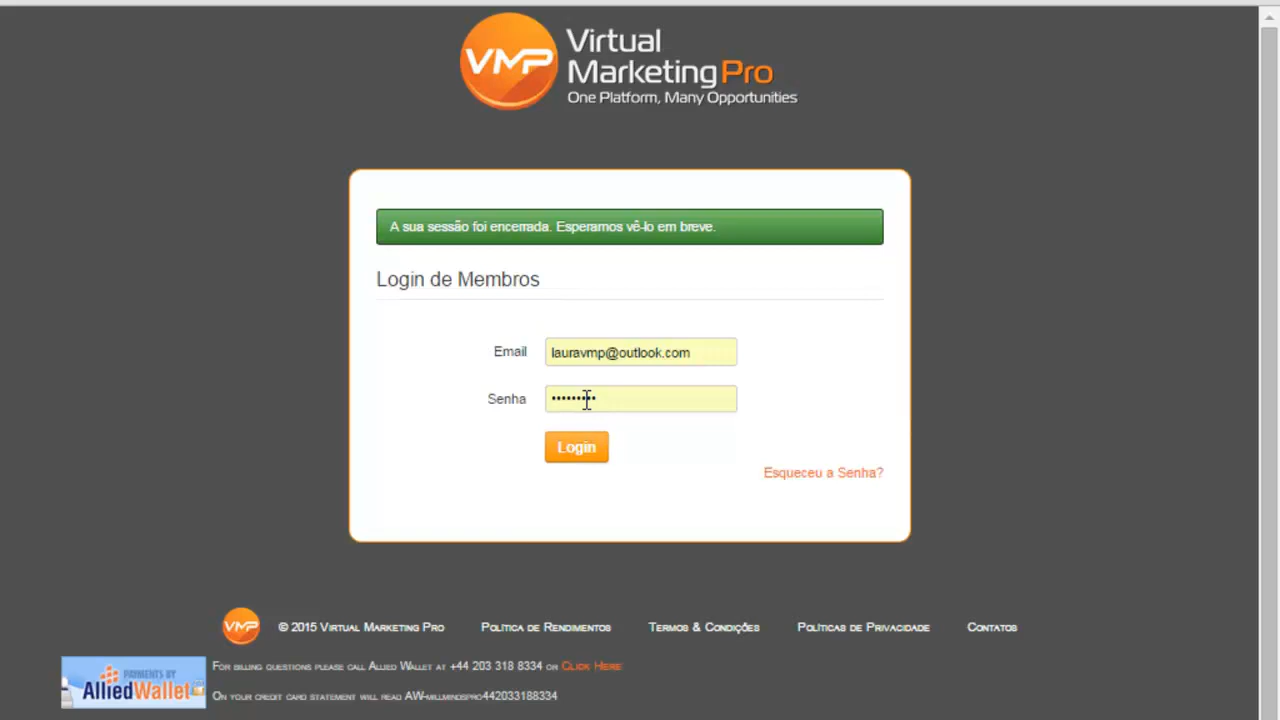 VMP
Virtual
Marketing Pro
One Platform, Many Opportunities
A sua sessão foi encerrada. Esperamos vê-lo em breve.
Login de Membros
Email lauravmp@outlook.com
Senha •••••••••
Login
Esqueceu a Senha?
VMP © 2015 Virtual Marketing Pro Política de Rendimentos Termos & Condições Políticas de Privacidade Contatos
PAYMENTS BY
AlliedWallet
For billing questions please call Allied Wallet at +44 203 318 8334 or Click Here
On your credit card statement will read AW-millmindspro442033188334